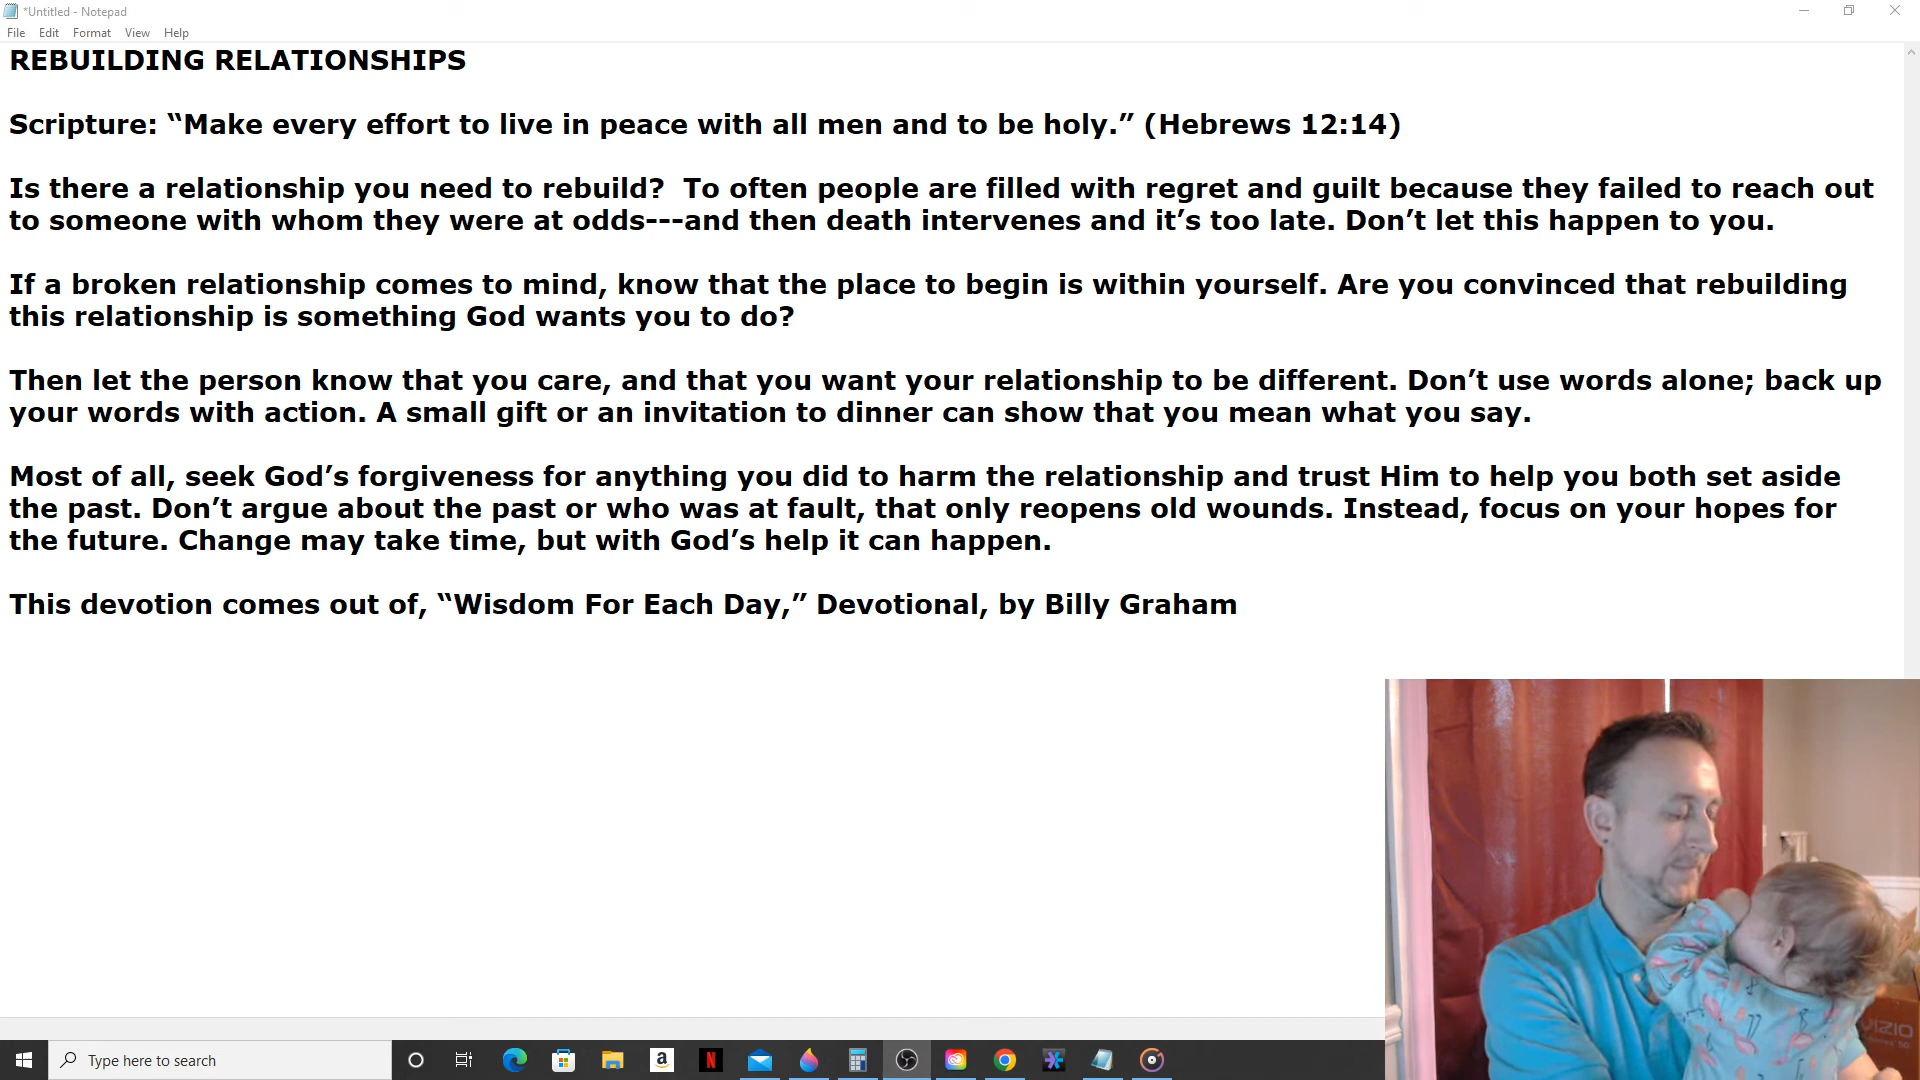 *Untitled - Notepad
File Edit Format View Help
REBUILDING RELATIONSHIPS
Scripture: “Make every effort to live in peace with all men and to be holy.” (Hebrews 12:14)
Is there a relationship you need to rebuild?  To often people are filled with regret and guilt because they failed to reach out
to someone with whom they were at odds---and then death intervenes and it’s too late. Don’t let this happen to you.
If a broken relationship comes to mind, know that the place to begin is within yourself. Are you convinced that rebuilding
this relationship is something God wants you to do?
Then let the person know that you care, and that you want your relationship to be different. Don’t use words alone; back up
your words with action. A small gift or an invitation to dinner can show that you mean what you say.
Most of all, seek God’s forgiveness for anything you did to harm the relationship and trust Him to help you both set aside
the past. Don’t argue about the past or who was at fault, that only reopens old wounds. Instead, focus on your hopes for
the future. Change may take time, but with God’s help it can happen.
This devotion comes out of, “Wisdom For Each Day,” Devotional, by Billy Graham
Type here to search
a
N